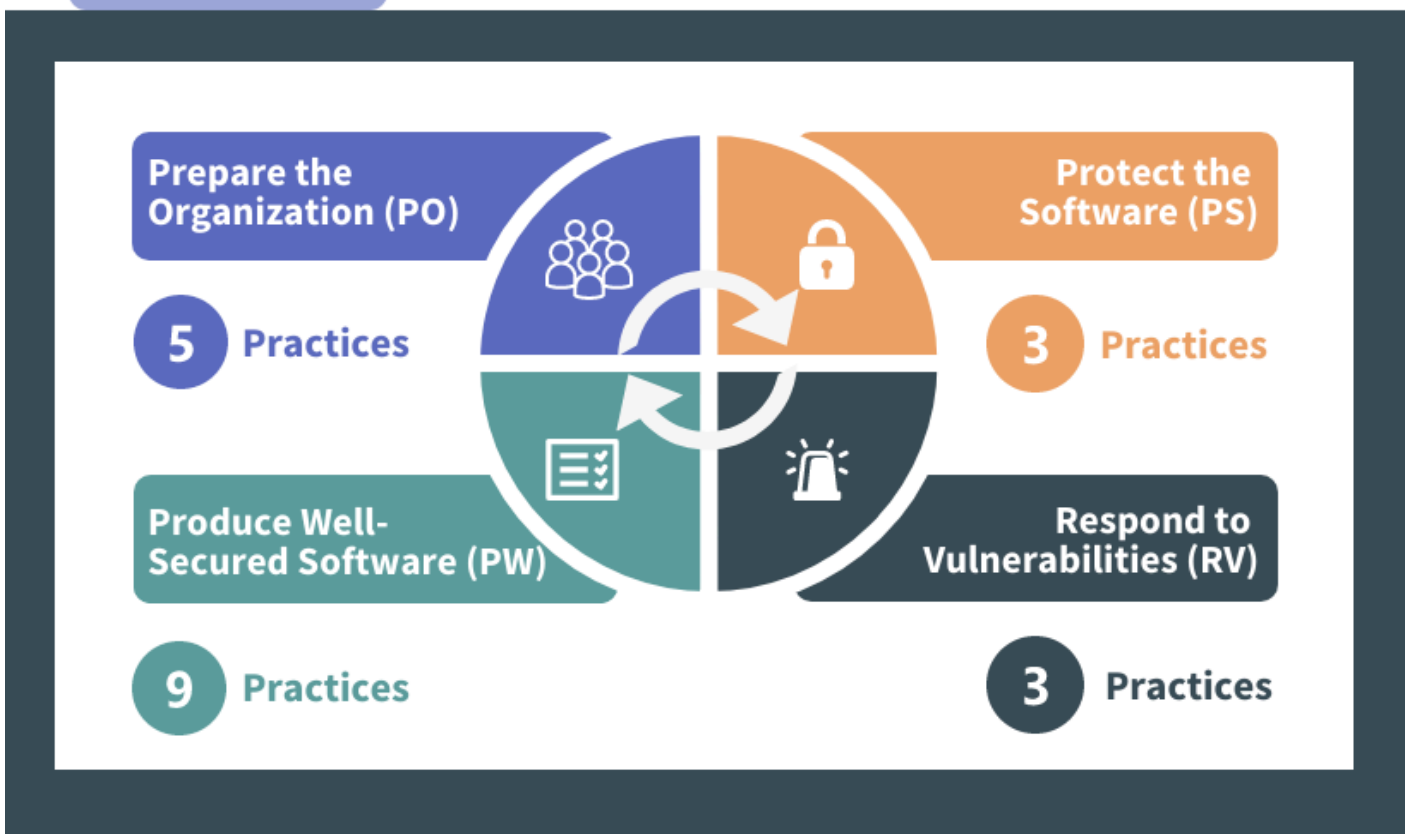 Prepare the
Organization (PO)
5 Practices
Protect the
Software (PS)
3 Practices
Produce Well-
Secured Software (PW)
9 Practices
Respond to
Vulnerabilities (RV)
3 Practices